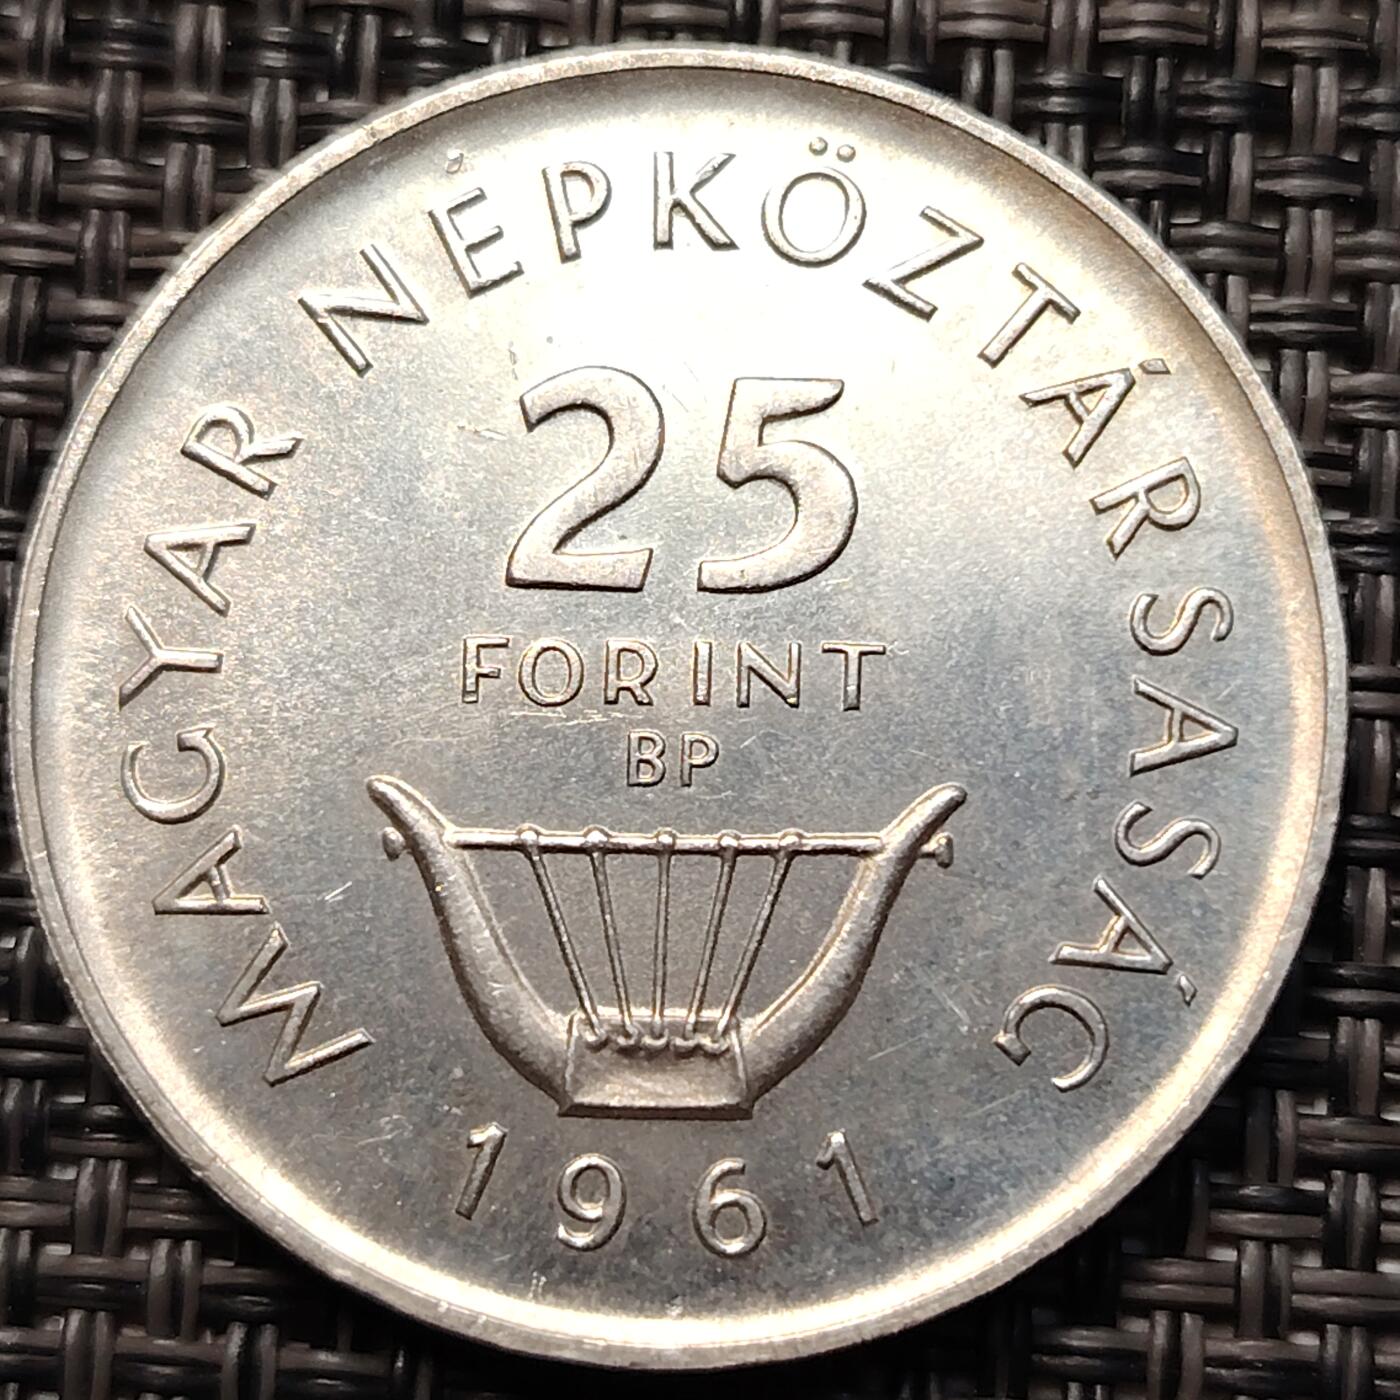 MAGYAR NÉPKÖZTÁRSASÁG
25
FORINT
BP
1961